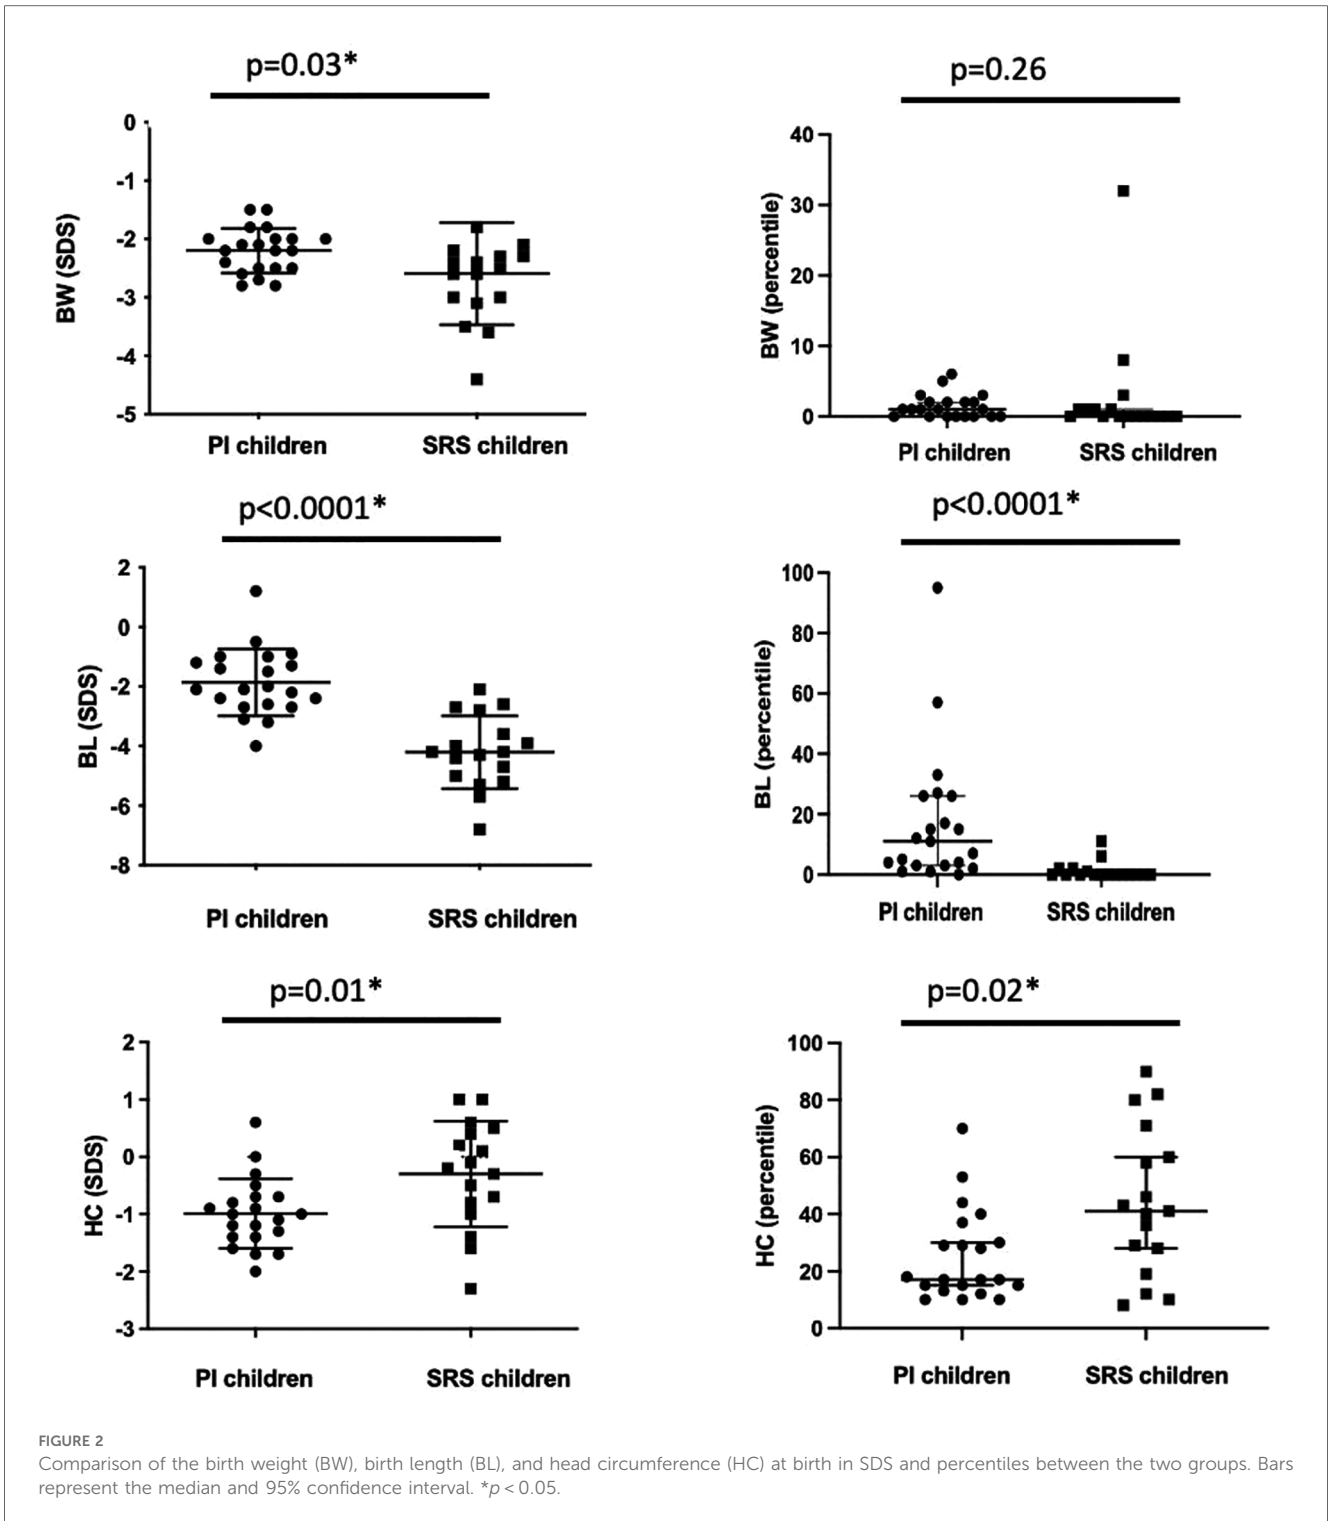 p=0.03*
0
-1
-2
-3
-4
-5
BW (SDS)
PI children
SRS children
p=0.26
40
30
20
10
0
BW (percentile)
PI children
SRS children
p<0.0001*
2
0
-2
-4
-6
-8
BL (SDS)
PI children
SRS children
p<0.0001*
100
80
60
40
20
0
BL (percentile)
PI children
SRS children
p=0.01*
2
1
0
-1
-2
-3
HC (SDS)
PI children
SRS children
p=0.02*
100
80
60
40
20
0
HC (percentile)
PI children
SRS children
FIGURE 2
Comparison of the birth weight (BW), birth length (BL), and head circumference (HC) at birth in SDS and percentiles between the two groups. Bars
represent the median and 95% confidence interval. *p < 0.05.